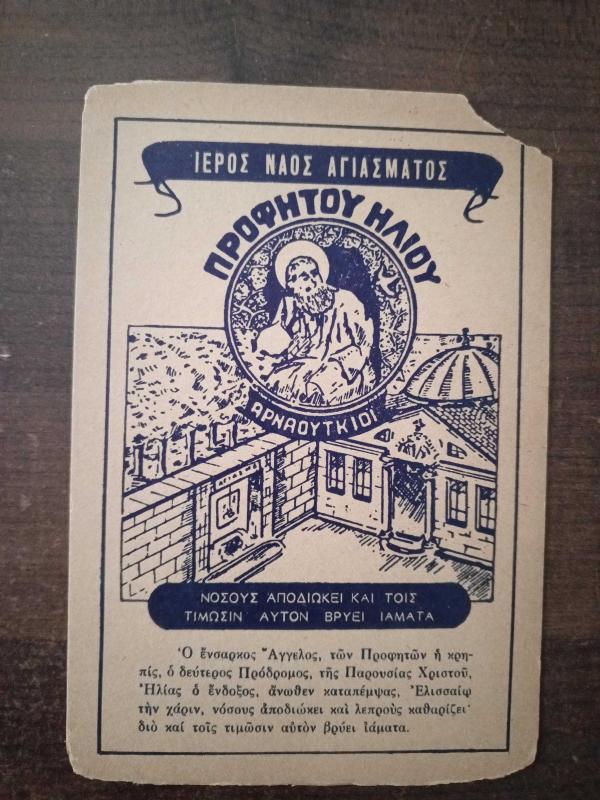 ΙΕΡΟΣ ΝΑΟΣ ΑΓΙΑΣΜΑΤΟΣ
ΠΡΟΦΗΤΟΥ ΗΛΙΟΥ
ΑΡΝΑΟΥΤΚΙΟΪ
ΑΓΙΑΣΜΑ
ΝΟΣΟΥΣ ΑΠΟΔΙΩΚΕΙ ΚΑΙ ΤΟΙΣ
ΤΙΜΩΣΙΝ ΑΥΤΟΝ ΒΡΥΕΙ ΙΑΜΑΤΑ
Ὁ ἔνσαρκος Ἄγγελος, τῶν Προφητῶν ἡ κρη-
πίς, ὁ δεύτερος Πρόδρομος, τῆς Παρουσίας Χριστοῦ,
Ἠλίας ὁ ἔνδοξος, ἄνωθεν καταπέμψας, Ἐλισσαίῳ
τὴν χάριν, νόσους ἀποδιώκει καὶ λεπροὺς καθαρίζει·
διὸ καὶ τοῖς τιμῶσιν αὐτὸν βρύει ἰάματα.